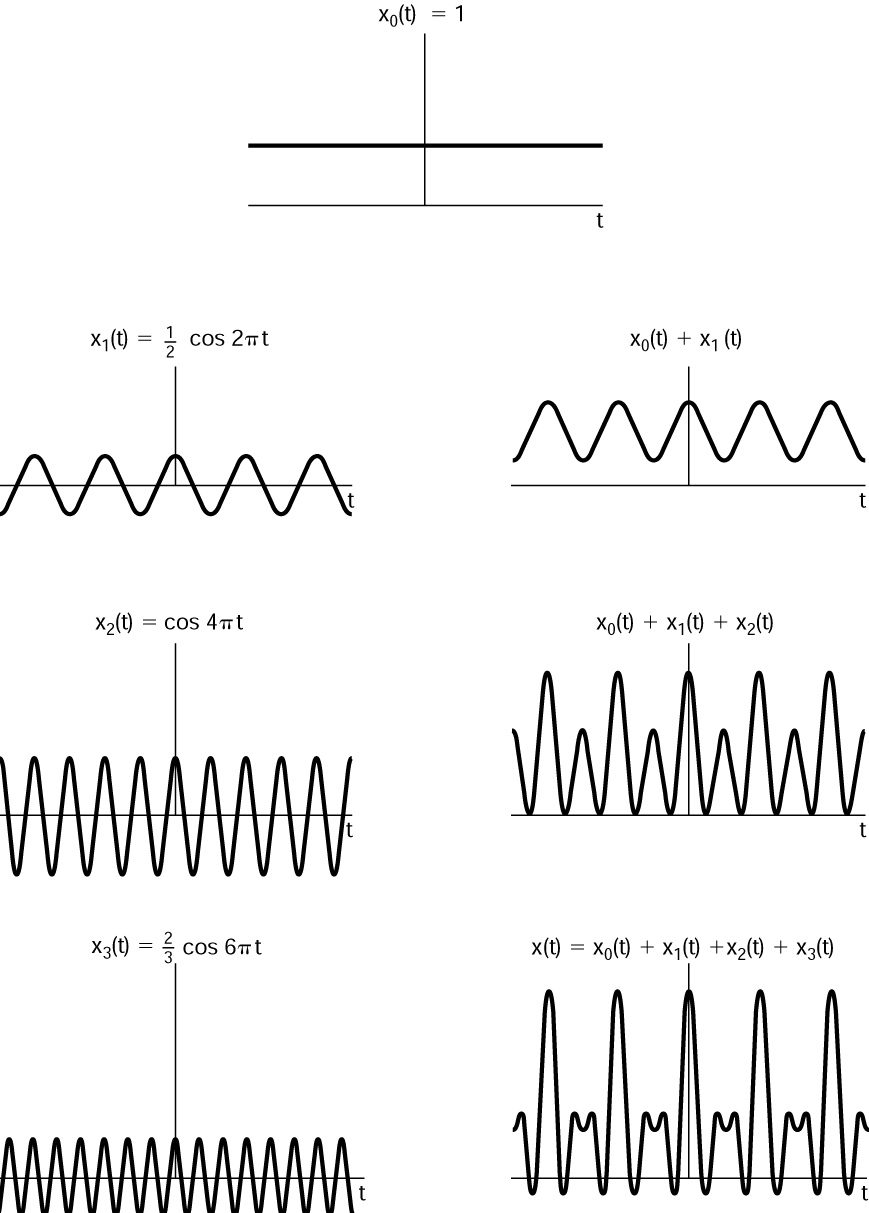 x₀(t) = 1
t
x₁(t) = 1/2 cos 2πt
t
x₀(t) + x₁(t)
t
x₂(t) = cos 4πt
t
x₀(t) + x₁(t) + x₂(t)
t
x₃(t) = 2/3 cos 6πt
t
x(t) = x₀(t) + x₁(t) +x₂(t) + x₃(t)
t